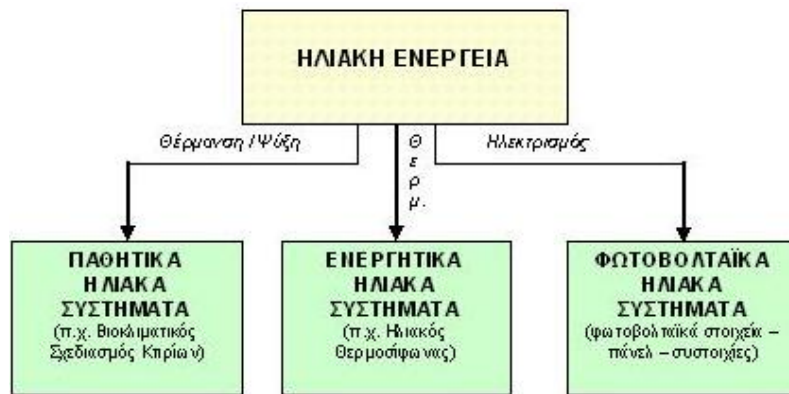 ΗΛΙΑΚΗ ΕΝΕΡΓΕΙΑ
Θέρμανση / Ψύξη
Θ
ε
ρ
μ.
Ηλεκτρισμός
ΠΑΘΗΤΙΚΑ
ΗΛΙΑΚΑ
ΣΥΣΤΗΜΑΤΑ
(π.χ. Βιοκλιματικός
Σχεδιασμός Κτιρίων)
ΕΝΕΡΓΗΤΙΚΑ
ΗΛΙΑΚΑ
ΣΥΣΤΗΜΑΤΑ
(π.χ. Ηλιακός
Θερμοσίφωνας)
ΦΩΤΟΒΟΛΤΑΪΚΑ
ΗΛΙΑΚΑ
ΣΥΣΤΗΜΑΤΑ
(φωτοβολταϊκά στοιχεία –
πάνελ – συστοιχίες)